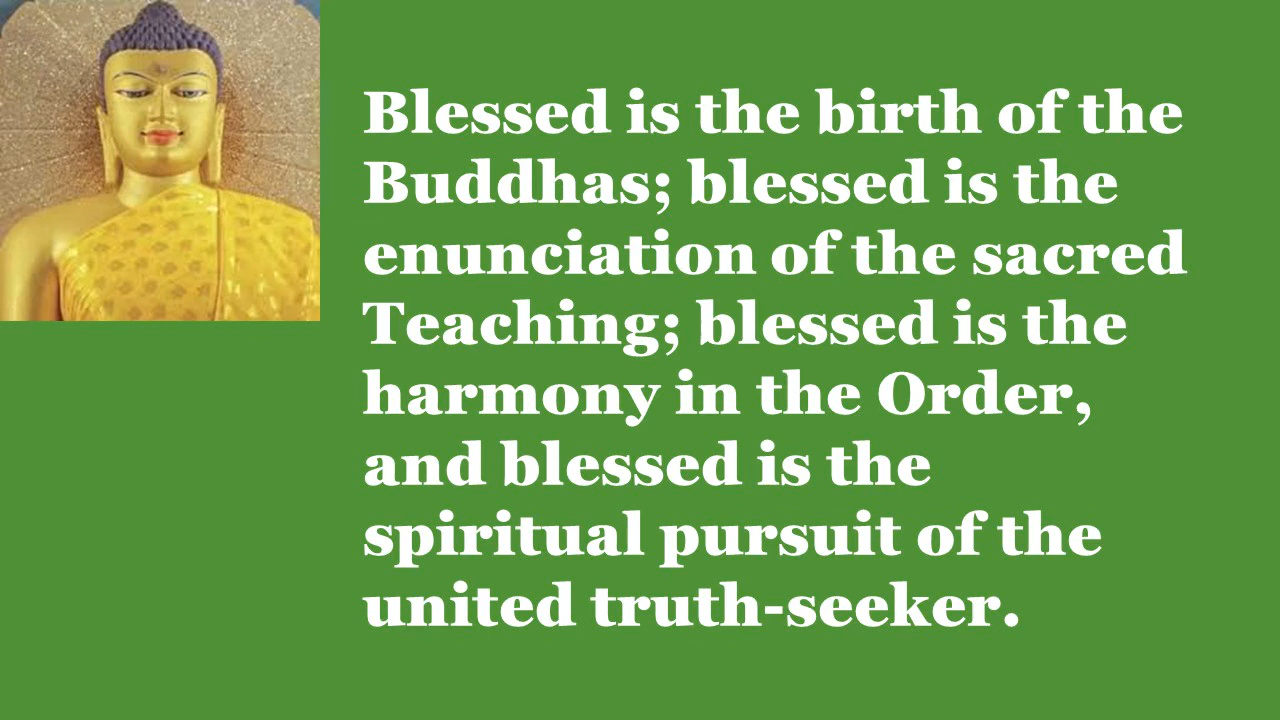 Blessed is the birth of the
Buddhas; blessed is the
enunciation of the sacred
Teaching; blessed is the
harmony in the Order,
and blessed is the
spiritual pursuit of the
united truth-seeker.